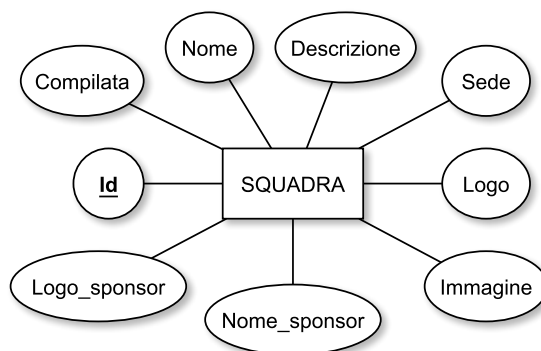 Nome
Descrizione
Compilata
Sede
Id
SQUADRA
Logo
Logo_sponsor
Immagine
Nome_sponsor